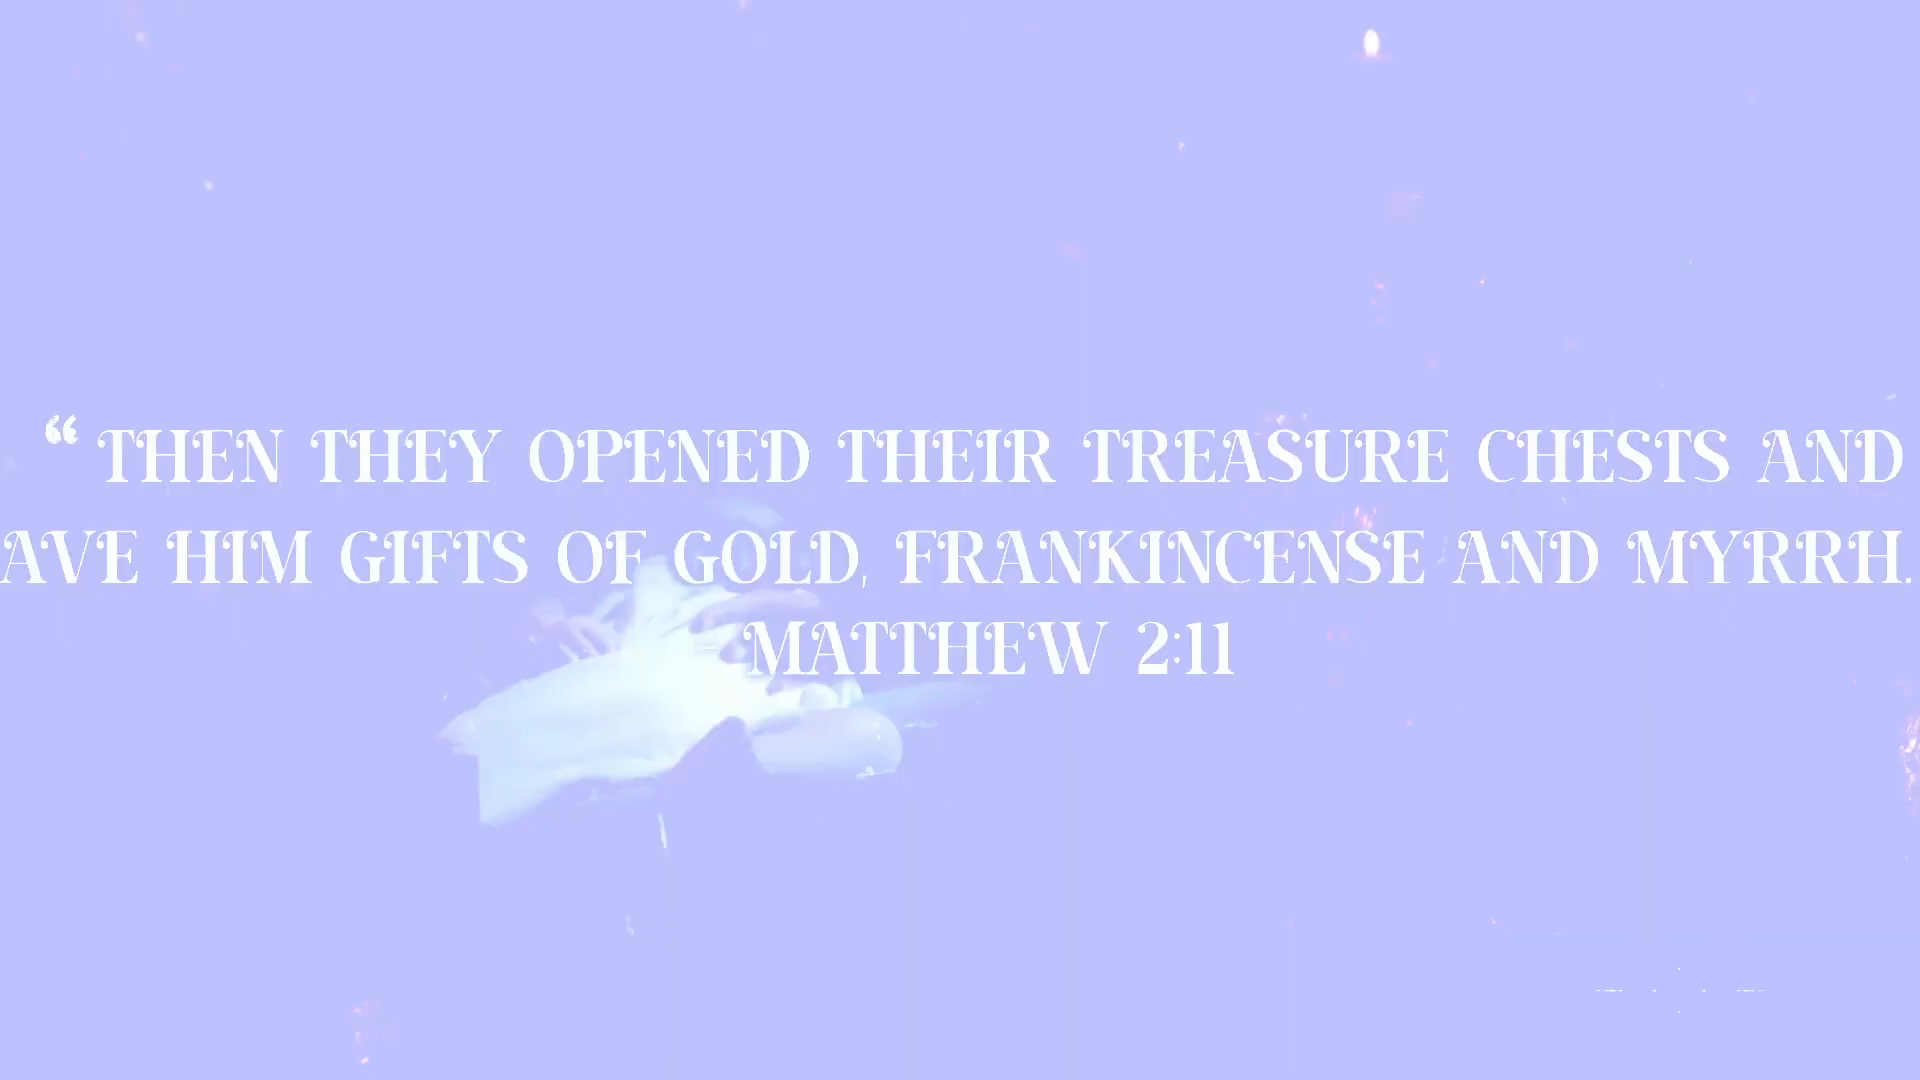 “ THEN THEY OPENED THEIR TREASURE CHESTS AND
AVE HIM GIFTS OF GOLD, FRANKINCENSE AND MYRRH.
MATTHEW 2:11